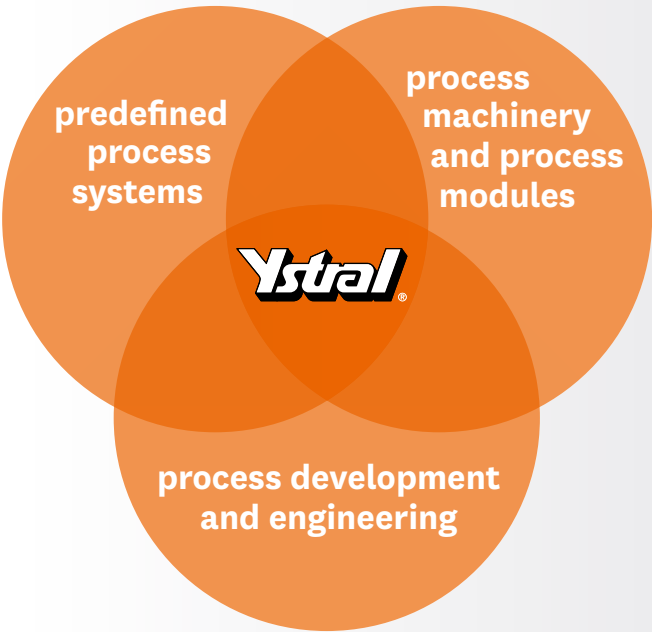 predefined
process
systems
process
machinery
and process
modules
Ystral®
process development
and engineering